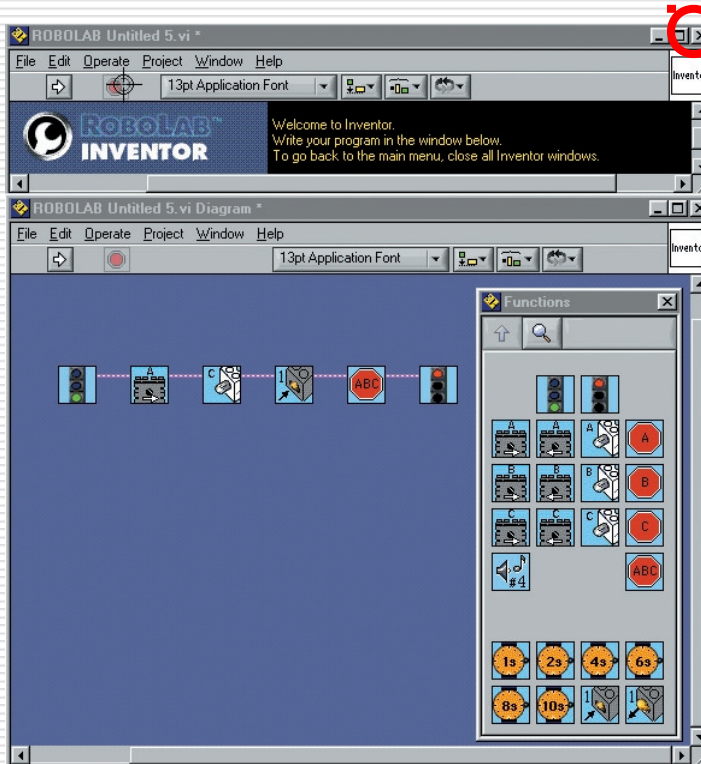 ROBOLAB Untitled 5.vi *
File Edit Operate Project Window Help
13pt Application Font
ROBOLAB™
INVENTOR
Welcome to Inventor.
Write your program in the window below.
To go back to the main menu, close all Inventor windows.
ROBOLAB Untitled 5.vi Diagram *
File Edit Operate Project Window Help
13pt Application Font
Functions
A C 1 ABC
A A A A
B B B B
C C C C
#4 ABC
1s 2s 4s 6s
8s 10s 1 1